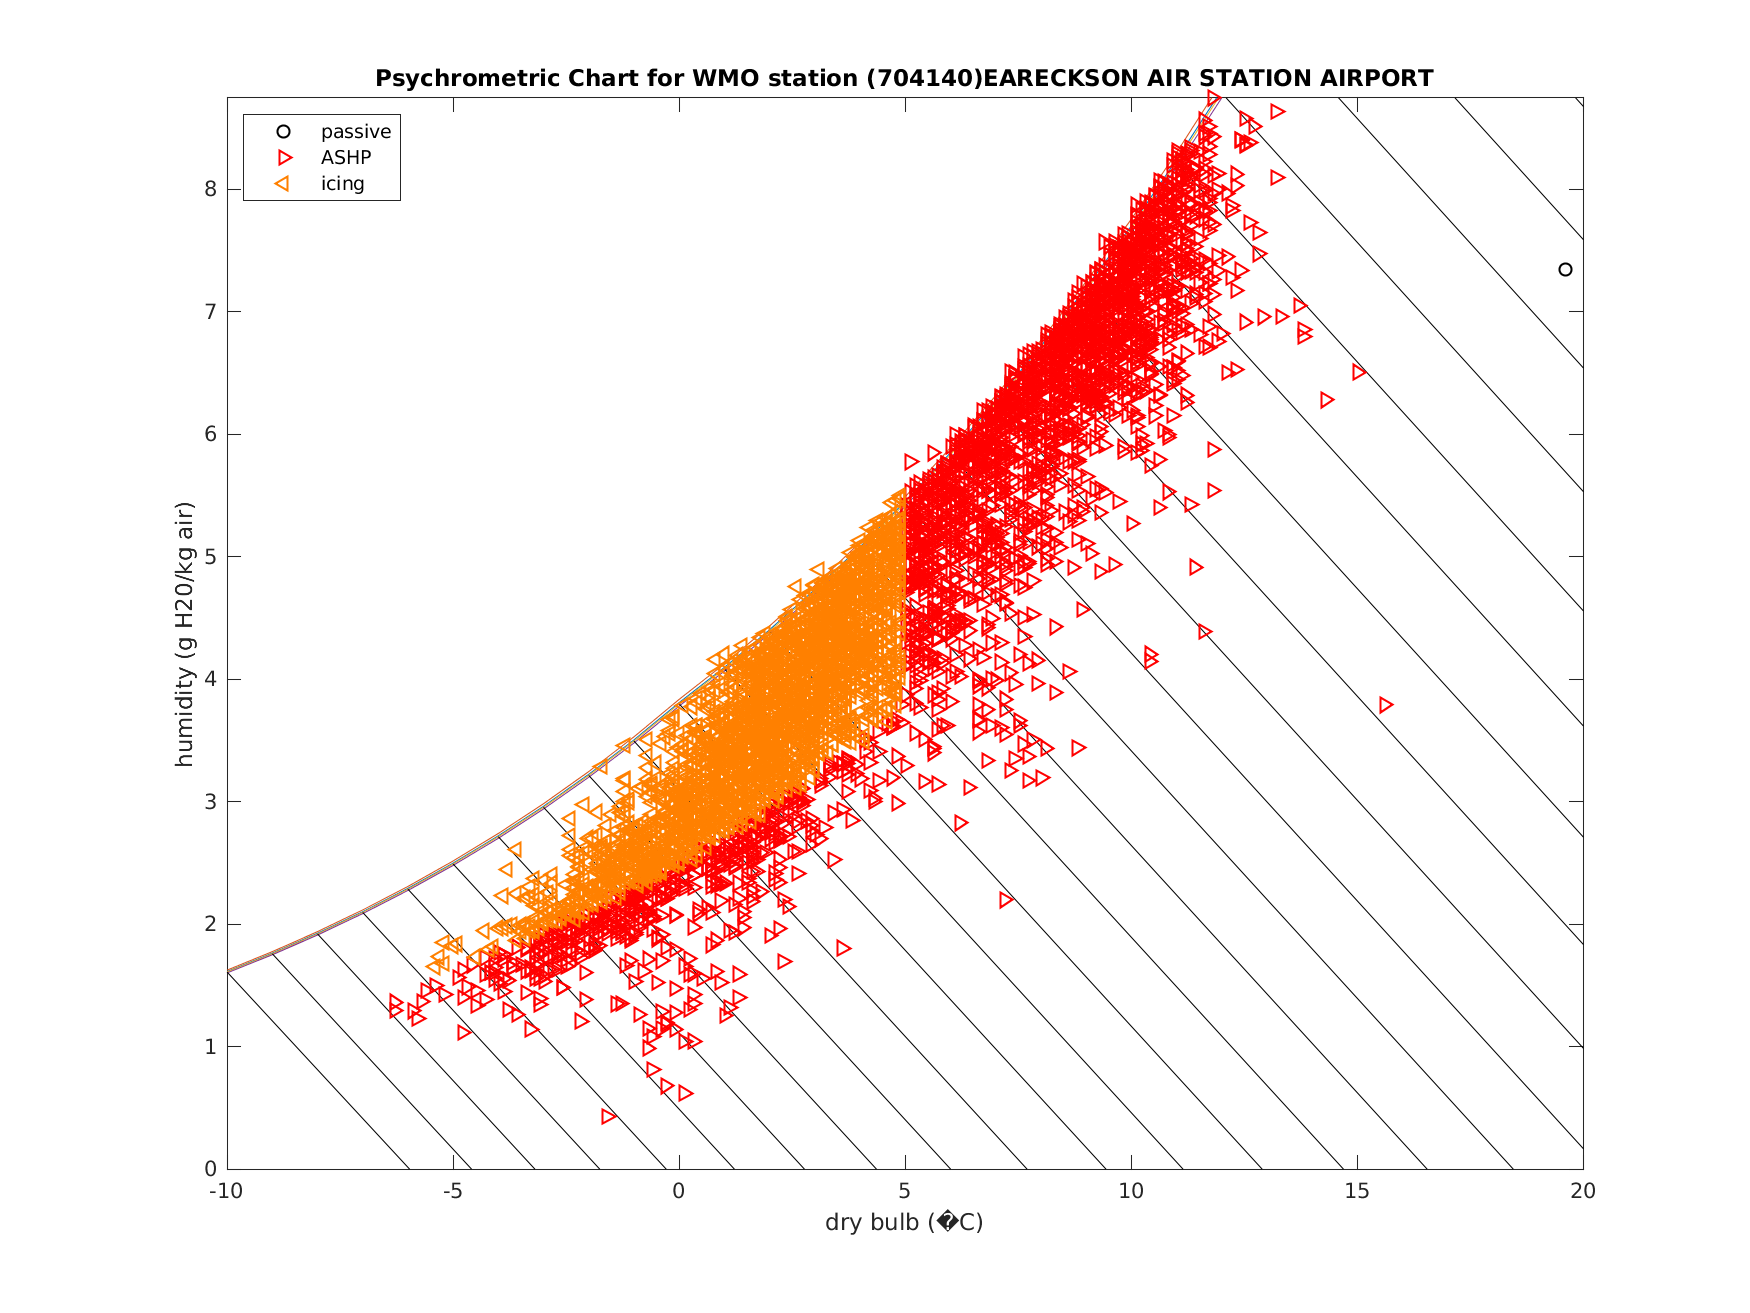 Psychrometric Chart for WMO station (704140)EARECKSON AIR STATION AIRPORT
passive
ASHP
icing
humidity (g H20/kg air)
8
7
6
5
4
3
2
1
0
-10 -5 0 5 10 15 20
dry bulb (�C)